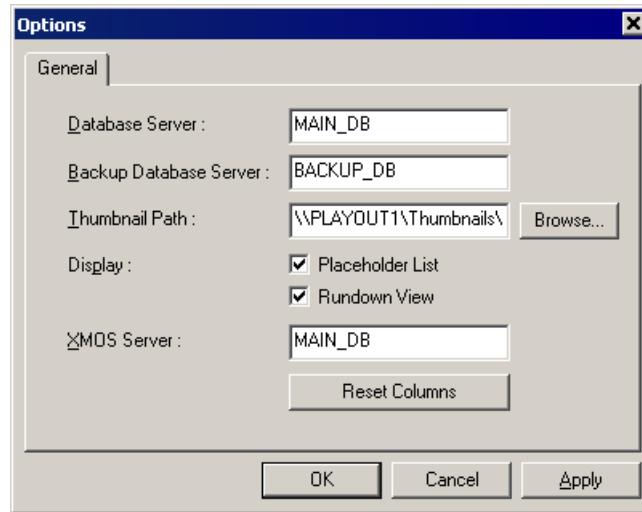 Options
General
Database Server : MAIN_DB
Backup Database Server : BACKUP_DB
Thumbnail Path : \\PLAYOUT1\Thumbnails\ Browse...
Display : Placeholder List
Rundown View
XMOS Server : MAIN_DB
Reset Columns
OK Cancel Apply